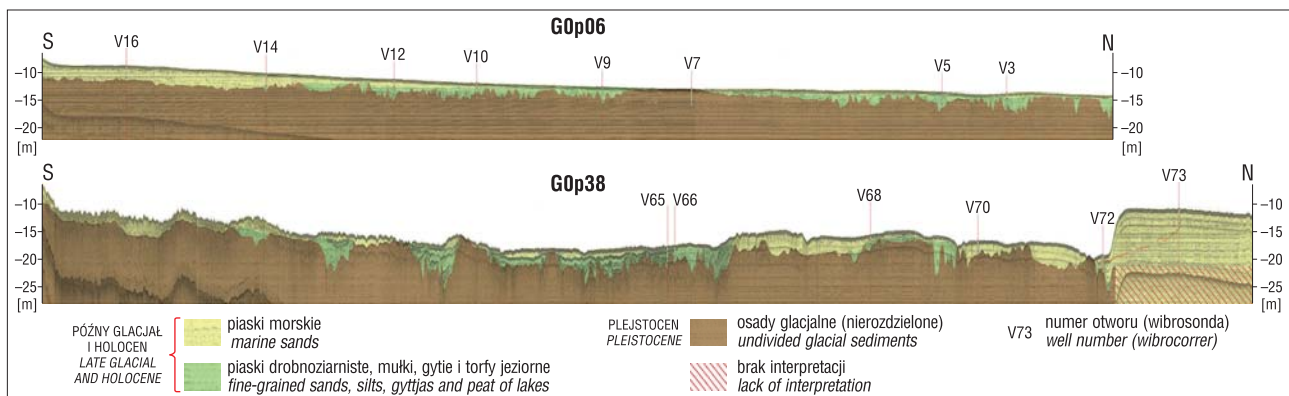 G0p06
S
N
V16
V14
V12
V10
V9
V7
V5
V3
–10
–15
–20
[m]
–10
–15
–20
[m]
S
G0p38
N
V65
V66
V68
V70
V72
V73
–10
–15
–20
–25
[m]
–10
–15
–20
–25
[m]
PÓŹNY GLACJAŁ
I HOLOCEN
LATE GLACIAL
AND HOLOCENE
piaski morskie
marine sands
piaski drobnoziarniste, mułki, gytie i torfy jeziorne
fine-grained sands, silts, gyttjas and peat of lakes
PLEJSTOCEN
PLEISTOCENE
osady glacjalne (nierozdzielone)
undivided glacial sediments
brak interpretacji
lack of interpretation
V73
numer otworu (wibrosonda)
well number (wibrocorrer)